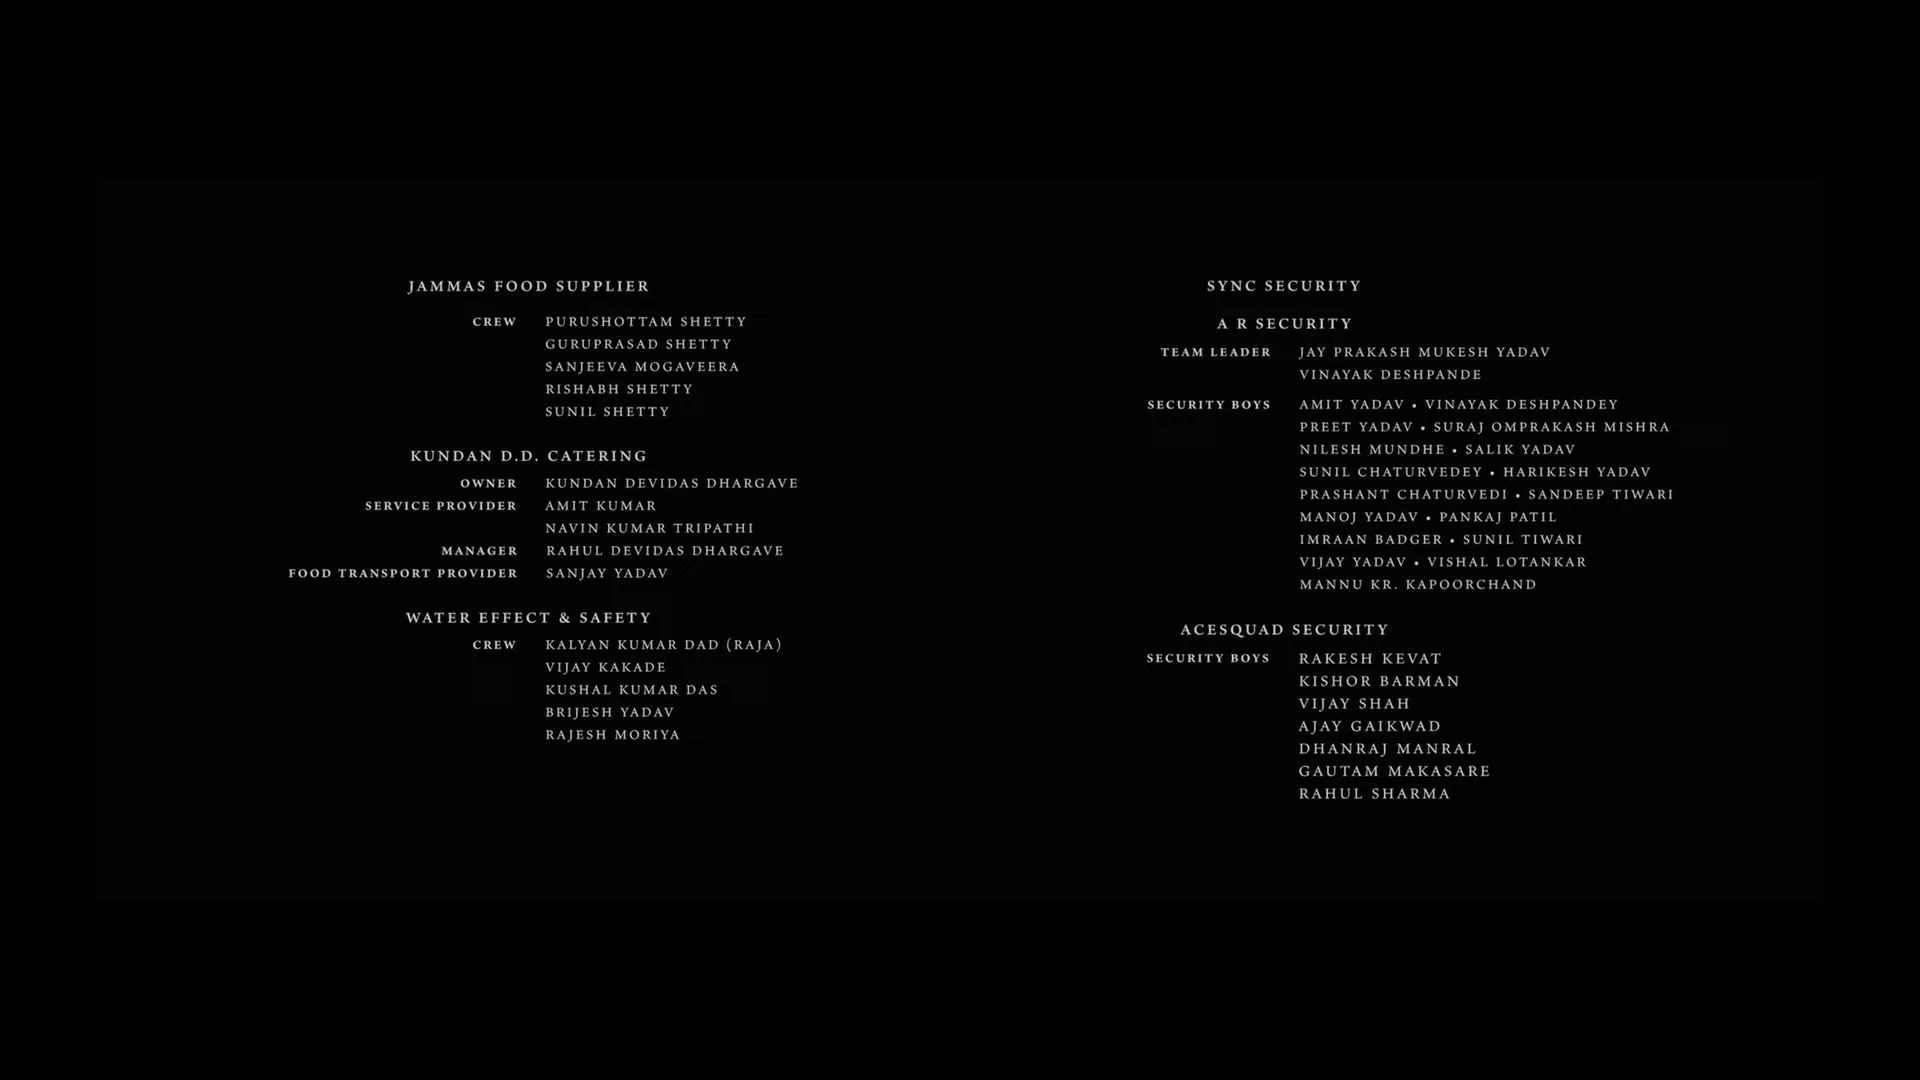 JAMMAS FOOD SUPPLIER
CREW PURUSHOTTAM SHETTY
GURUPRASAD SHETTY
SANJEEVA MOGAVEERA
RISHABH SHETTY
SUNIL SHETTY
KUNDAN D.D. CATERING
OWNER KUNDAN DEVIDAS DHARGAVE
SERVICE PROVIDER AMIT KUMAR
NAVIN KUMAR TRIPATHI
MANAGER RAHUL DEVIDAS DHARGAVE
FOOD TRANSPORT PROVIDER SANJAY YADAV
WATER EFFECT & SAFETY
CREW KALYAN KUMAR DAD (RAJA)
VIJAY KAKADE
KUSHAL KUMAR DAS
BRIJESH YADAV
RAJESH MORIYA
SYNC SECURITY
A R SECURITY
TEAM LEADER JAY PRAKASH MUKESH YADAV
VINAYAK DESHPANDE
SECURITY BOYS AMIT YADAV • VINAYAK DESHPANDEY
PREET YADAV • SURAJ OMPRAKASH MISHRA
NILESH MUNDHE • SALIK YADAV
SUNIL CHATURVEDEY • HARIKESH YADAV
PRASHANT CHATURVEDI • SANDEEP TIWARI
MANOJ YADAV • PANKAJ PATIL
IMRAAN BADGER • SUNIL TIWARI
VIJAY YADAV • VISHAL LOTANKAR
MANNU KR. KAPOORCHAND
ACESQUAD SECURITY
SECURITY BOYS RAKESH KEVAT
KISHOR BARMAN
VIJAY SHAH
AJAY GAIKWAD
DHANRAJ MANRAL
GAUTAM MAKASARE
RAHUL SHARMA